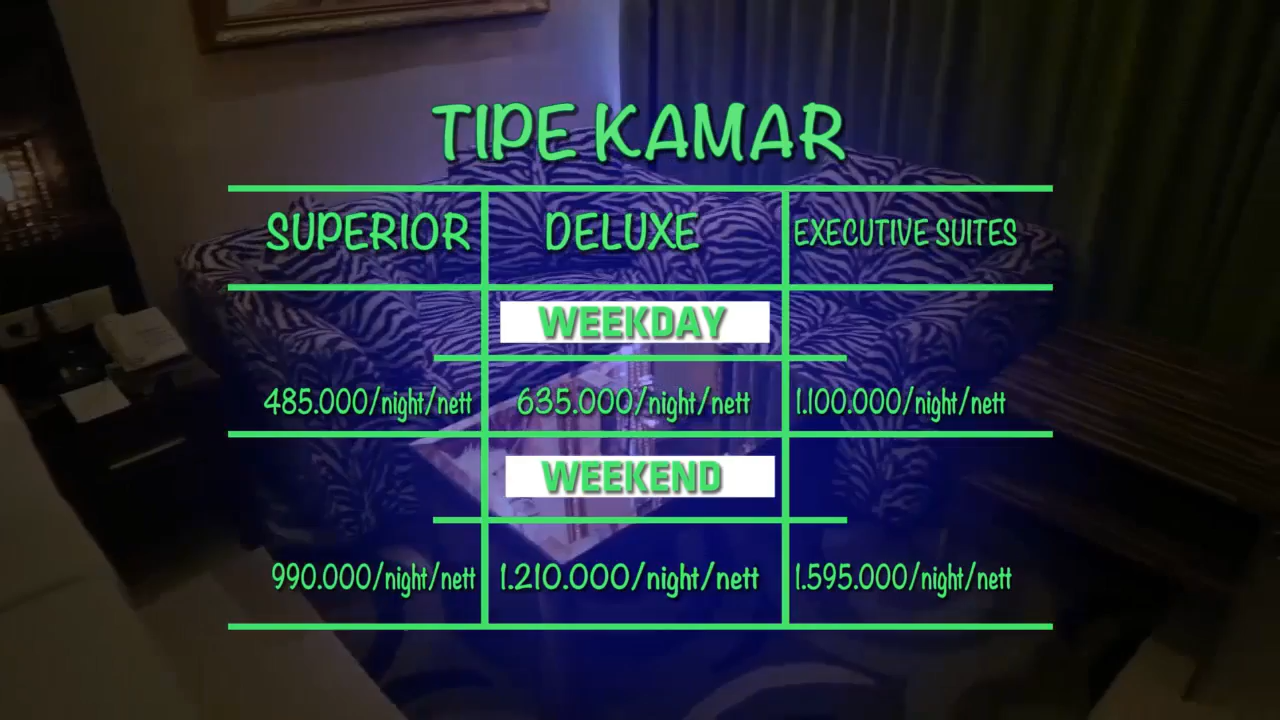 TIPE KAMAR
SUPERIOR DELUXE EXECUTIVE SUITES
WEEKDAY
485.000/night/nett 635.000/night/nett 1.100.000/night/nett
WEEKEND
990.000/night/nett 1.210.000/night/nett 1.595.000/night/nett